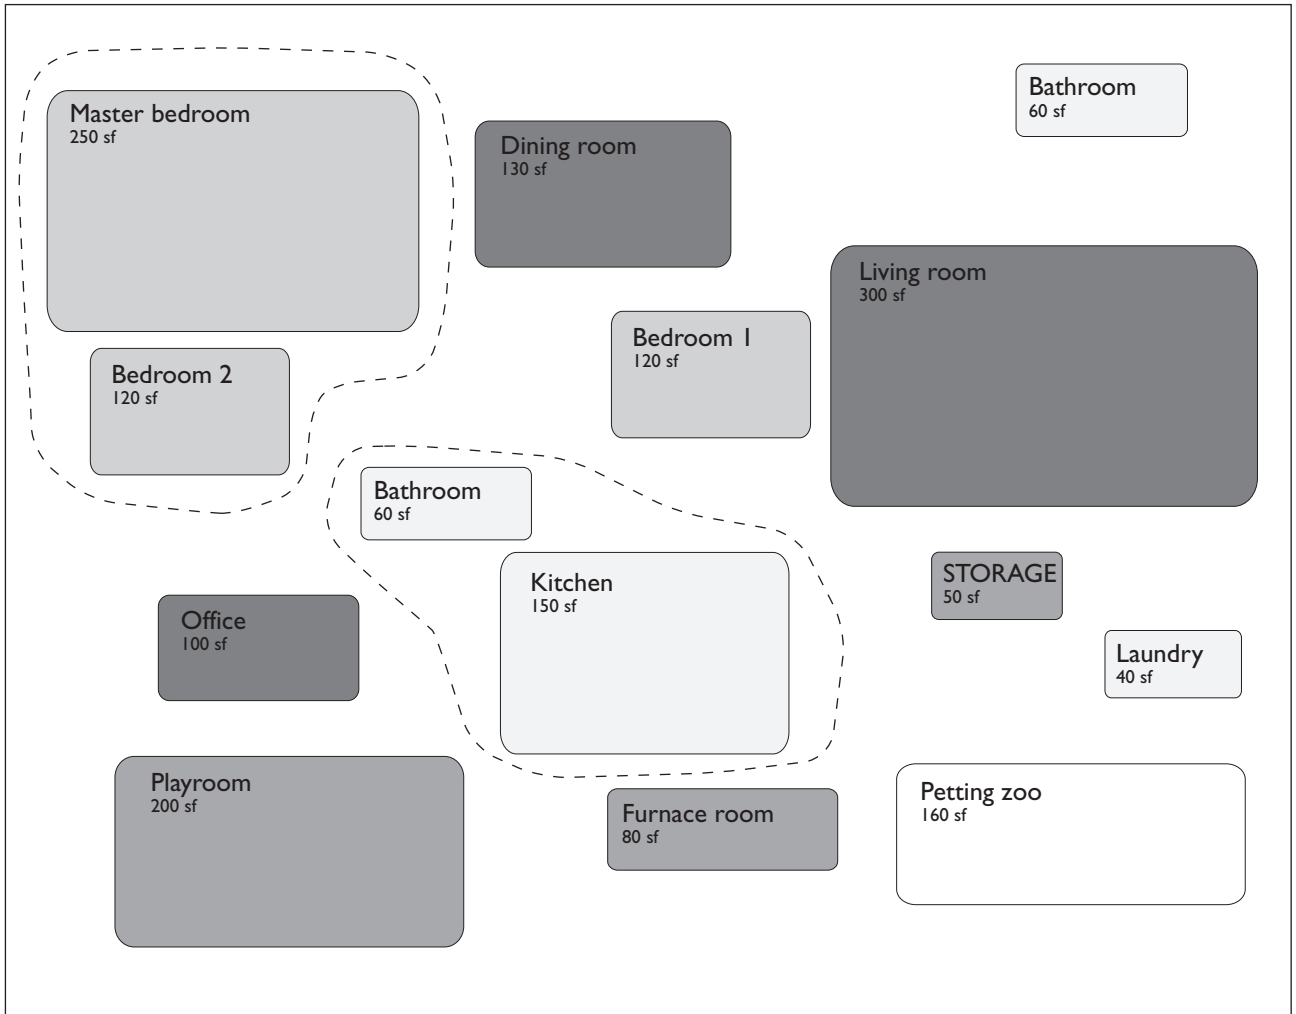 Master bedroom
250 sf
Dining room
130 sf
Bathroom
60 sf
Living room
300 sf
Bedroom 1
120 sf
Bedroom 2
120 sf
Bathroom
60 sf
Kitchen
150 sf
STORAGE
50 sf
Office
100 sf
Laundry
40 sf
Playroom
200 sf
Furnace room
80 sf
Petting zoo
160 sf